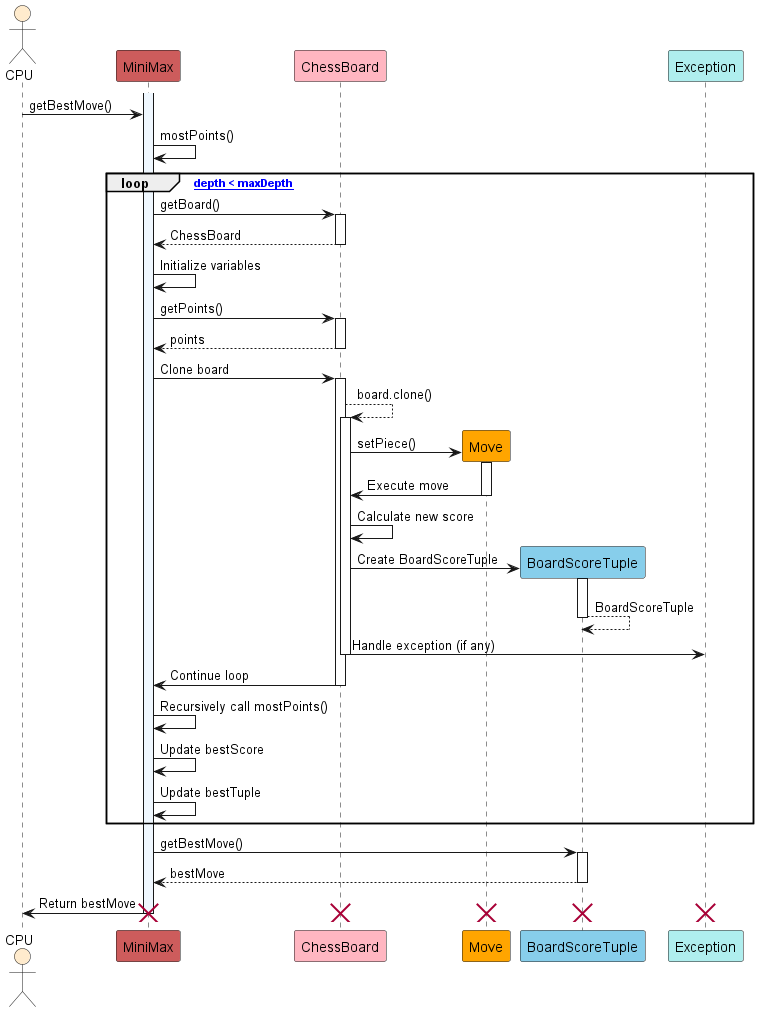 CPU
MiniMax
ChessBoard
Exception
getBestMove()
mostPoints()
loop
depth < maxDepth
getBoard()
ChessBoard
Initialize variables
getPoints()
points
Clone board
board.clone()
setPiece()
Move
Execute move
Calculate new score
Create BoardScoreTuple
BoardScoreTuple
BoardScoreTuple
Handle exception (if any)
Continue loop
Recursively call mostPoints()
Update bestScore
Update bestTuple
getBestMove()
bestMove
Return bestMove
CPU
MiniMax
ChessBoard
Move
BoardScoreTuple
Exception